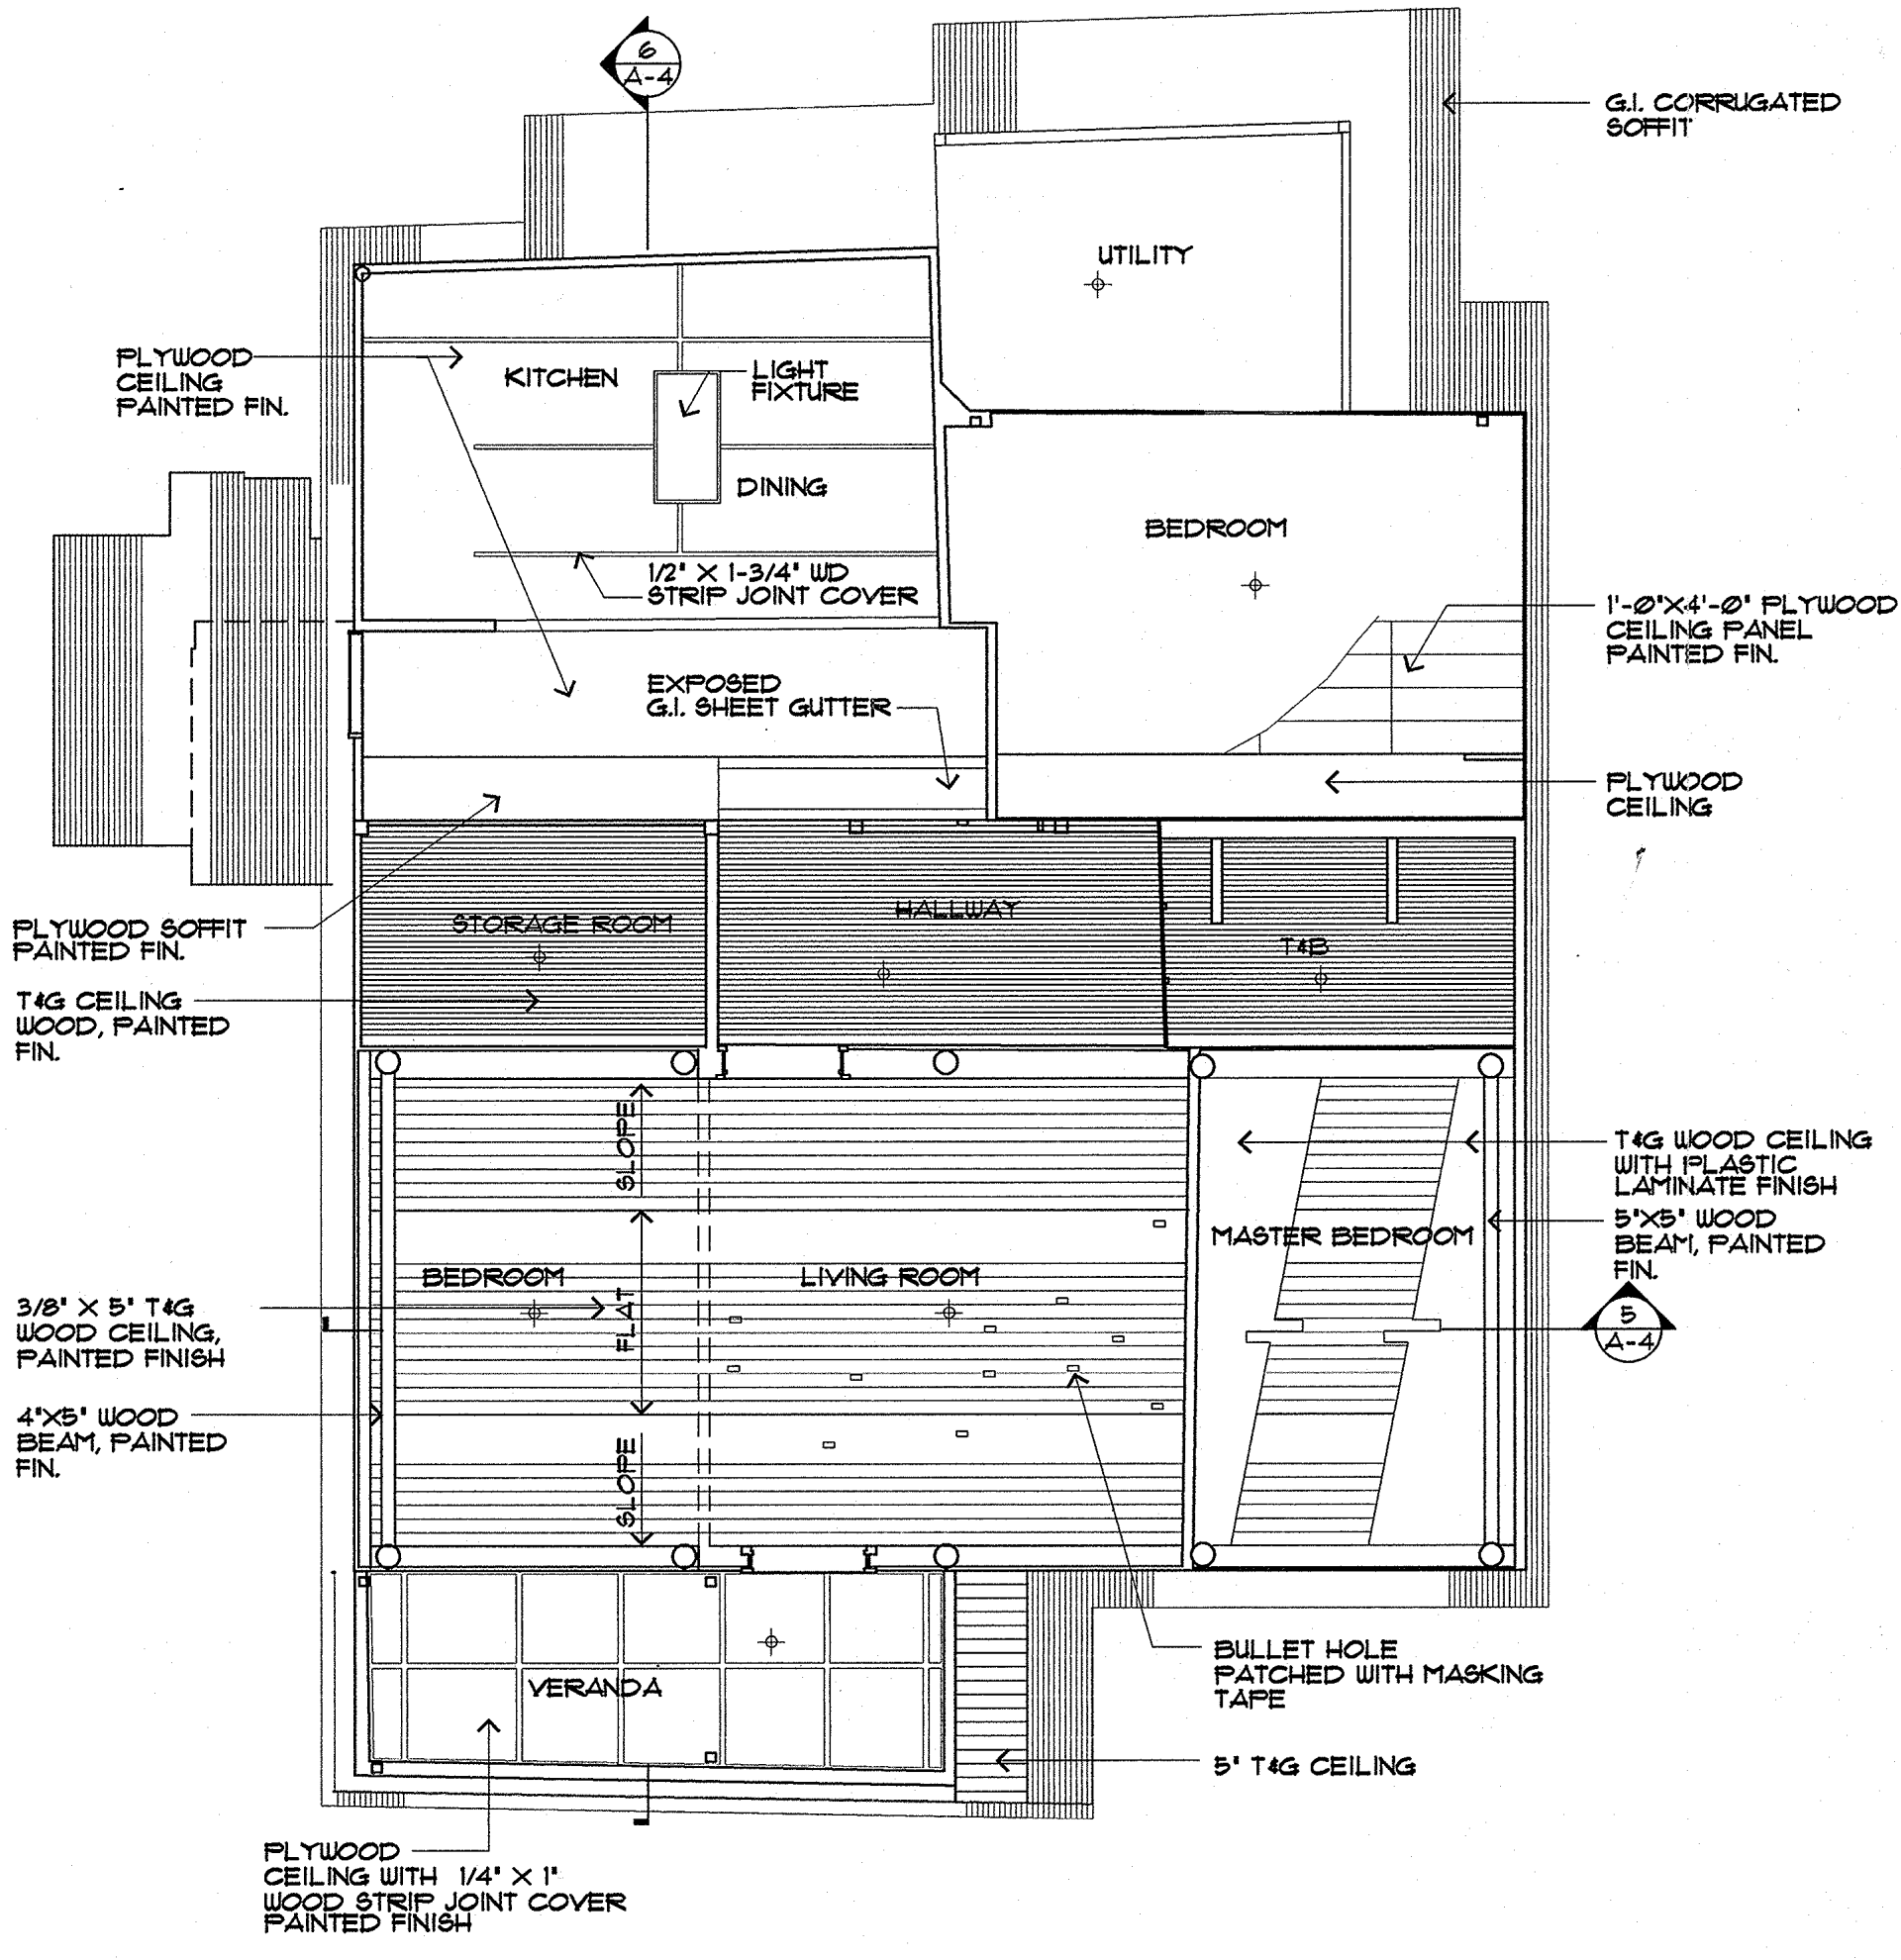 6
A-4
G.I. CORRUGATED
SOFFIT
UTILITY
PLYWOOD
CEILING
PAINTED FIN.
KITCHEN
LIGHT
FIXTURE
DINING
BEDROOM
1/2" X 1-3/4" WD
STRIP JOINT COVER
1'-0"X4'-0" PLYWOOD
CEILING PANEL
PAINTED FIN.
EXPOSED
G.I. SHEET GUTTER
PLYWOOD
CEILING
PLYWOOD SOFFIT
PAINTED FIN.
STORAGE ROOM
HALLWAY
T&B
T&G CEILING
WOOD, PAINTED
FIN.
SLOPE
T&G WOOD CEILING
WITH PLASTIC
LAMINATE FINISH
MASTER BEDROOM
5"X5" WOOD
BEAM, PAINTED
FIN.
BEDROOM
LIVING ROOM
FLAT
3/8" X 5" T&G
WOOD CEILING,
PAINTED FINISH
5
A-4
4"X5" WOOD
BEAM, PAINTED
FIN.
SLOPE
BULLET HOLE
PATCHED WITH MASKING
TAPE
VERANDA
5" T&G CEILING
PLYWOOD
CEILING WITH 1/4" X 1"
WOOD STRIP JOINT COVER
PAINTED FINISH